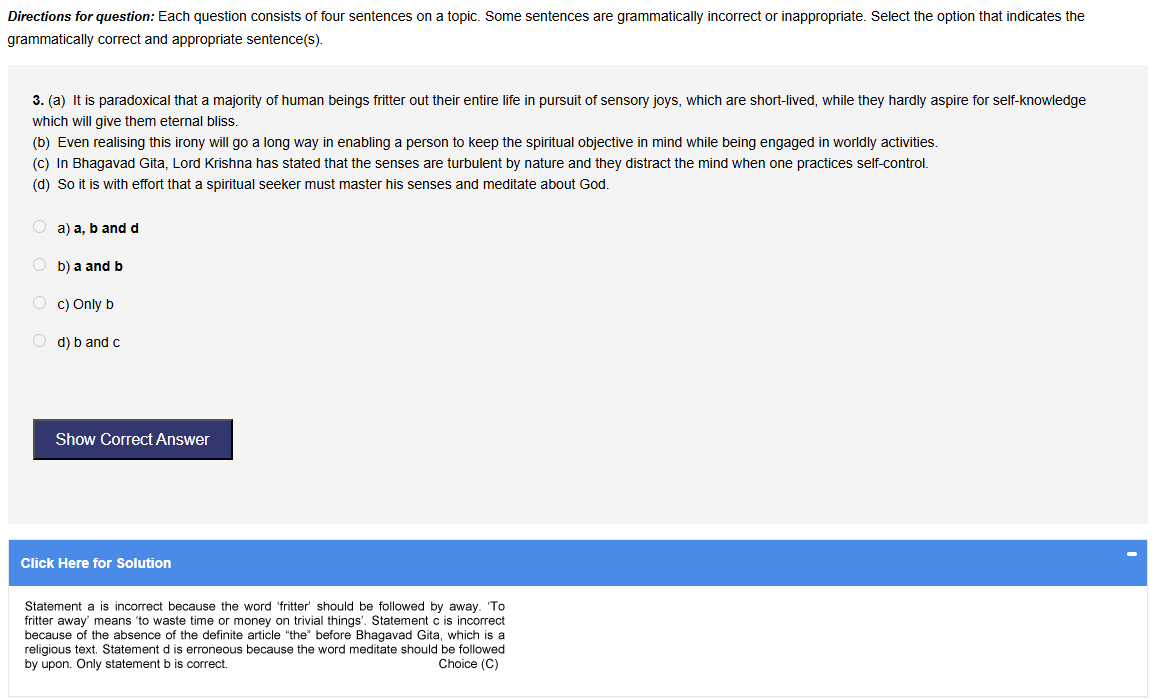 Directions for question: Each question consists of four sentences on a topic. Some sentences are grammatically incorrect or inappropriate. Select the option that indicates the
grammatically correct and appropriate sentence(s).
3. (a) It is paradoxical that a majority of human beings fritter out their entire life in pursuit of sensory joys, which are short-lived, while they hardly aspire for self-knowledge
which will give them eternal bliss.
(b) Even realising this irony will go a long way in enabling a person to keep the spiritual objective in mind while being engaged in worldly activities.
(c) In Bhagavad Gita, Lord Krishna has stated that the senses are turbulent by nature and they distract the mind when one practices self-control.
(d) So it is with effort that a spiritual seeker must master his senses and meditate about God.
a) a, b and d
b) a and b
c) Only b
d) b and c
Show Correct Answer
Click Here for Solution
Statement a is incorrect because the word 'fritter' should be followed by away. 'To
fritter away' means 'to waste time or money on trivial things'. Statement c is incorrect
because of the absence of the definite article "the" before Bhagavad Gita, which is a
religious text. Statement d is erroneous because the word meditate should be followed
by upon. Only statement b is correct. Choice (C)